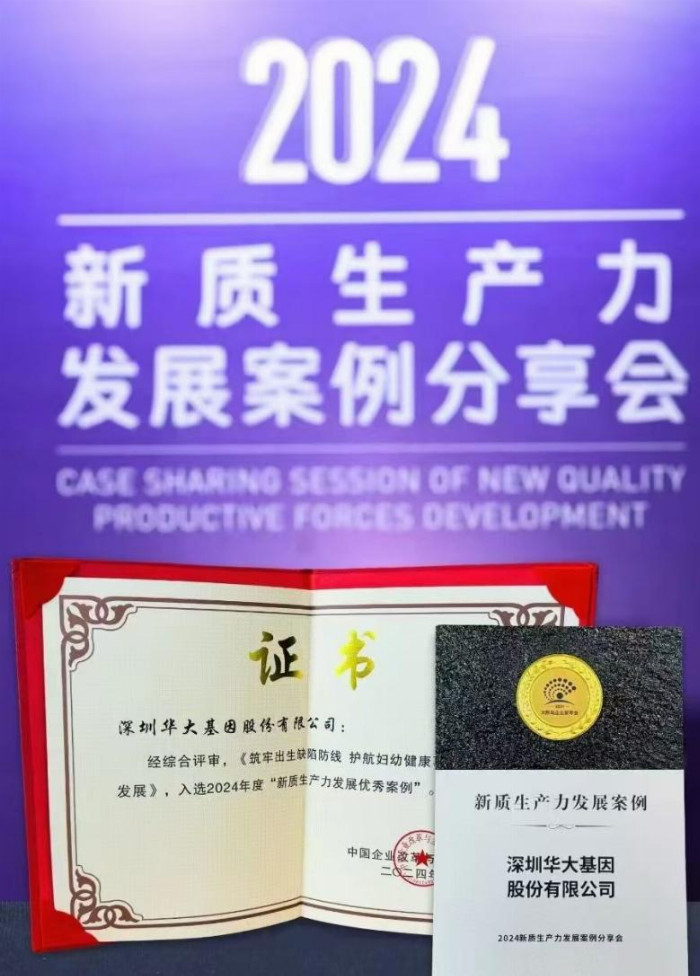 2024
新质生产力
发展案例分享会
CASE SHARING SESSION OF NEW QUALITY
PRODUCTIVE FORCES DEVELOPMENT
证书
深圳华大基因股份有限公司：
经综合评审，《筑牢出生缺陷防线 护航妇幼健康
发展》，入选2024年度“新质生产力发展优秀案例”。
中国企业改革与
二〇二四年
新质生产力发展案例
深圳华大基因
股份有限公司
2024新质生产力发展案例分享会